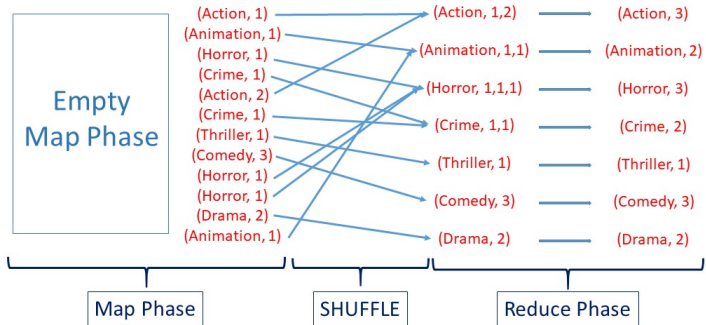 Empty
Map Phase
(Action, 1)
(Animation, 1)
(Horror, 1)
(Crime, 1)
(Action, 2)
(Crime, 1)
(Thriller, 1)
(Comedy, 3)
(Horror, 1)
(Horror, 1)
(Drama, 2)
(Animation, 1)
(Action, 1,2)
(Animation, 1,1)
(Horror, 1,1,1)
(Crime, 1,1)
(Thriller, 1)
(Comedy, 3)
(Drama, 2)
(Action, 3)
(Animation, 2)
(Horror, 3)
(Crime, 2)
(Thriller, 1)
(Comedy, 3)
(Drama, 2)
Map Phase
SHUFFLE
Reduce Phase